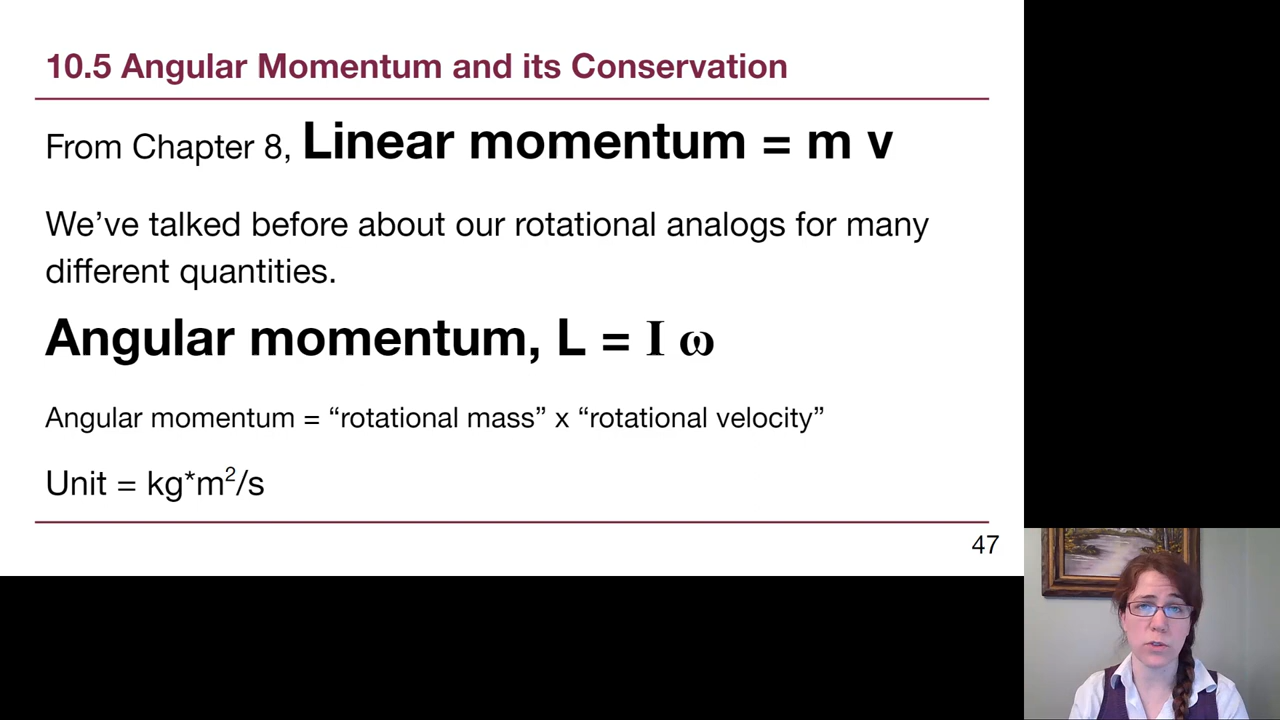 10.5 Angular Momentum and its Conservation
From Chapter 8, Linear momentum = m v
We’ve talked before about our rotational analogs for many
different quantities.
Angular momentum, L = I ω
Angular momentum = “rotational mass” x “rotational velocity”
Unit = kg*m²/s
47